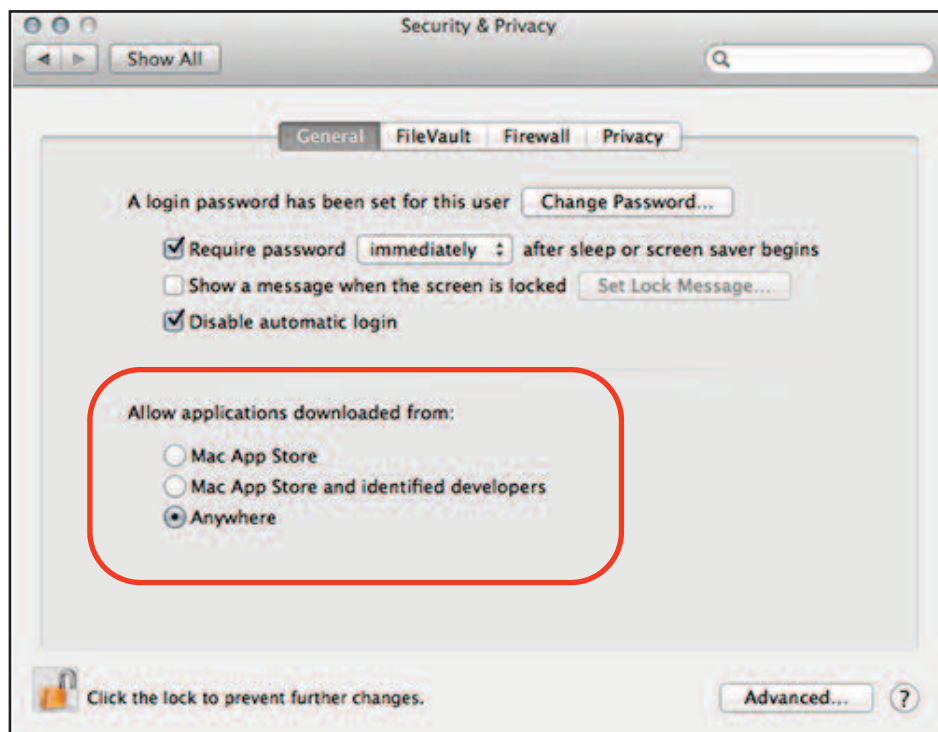 Security & Privacy
Show All
General FileVault Firewall Privacy
A login password has been set for this user Change Password...
Require password immediately after sleep or screen saver begins
Show a message when the screen is locked Set Lock Message...
Disable automatic login
Allow applications downloaded from:
Mac App Store
Mac App Store and identified developers
Anywhere
Click the lock to prevent further changes. Advanced... ?